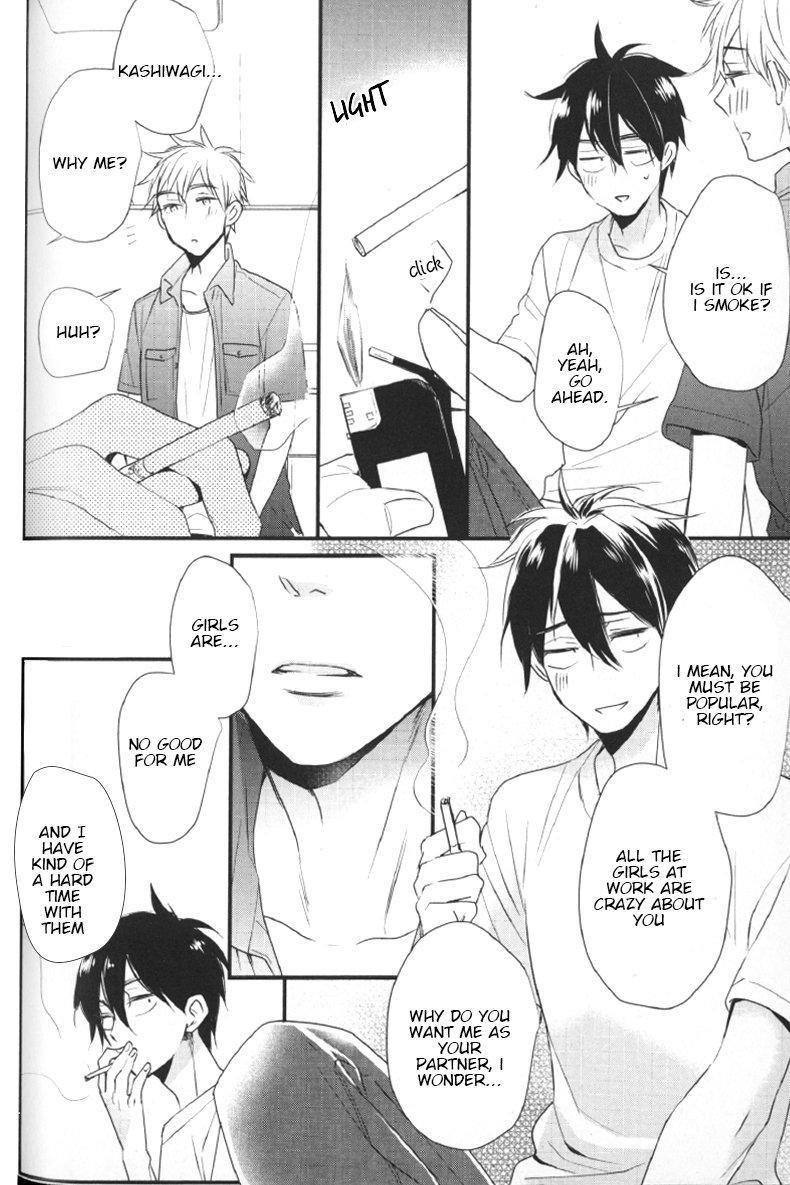 IS...
IS IT OK IF
I SMOKE?
AH,
YEAH,
GO
AHEAD.
LIGHT
click
KASHIWAGI...
WHY ME?
HUH?
I MEAN, YOU
MUST BE
POPULAR,
RIGHT?
ALL THE
GIRLS AT
WORK ARE
CRAZY ABOUT
YOU
WHY DO YOU
WANT ME AS
YOUR
PARTNER, I
WONDER...
GIRLS
ARE...
NO GOOD
FOR ME
AND I
HAVE
KIND OF
A HARD
TIME
WITH
THEM